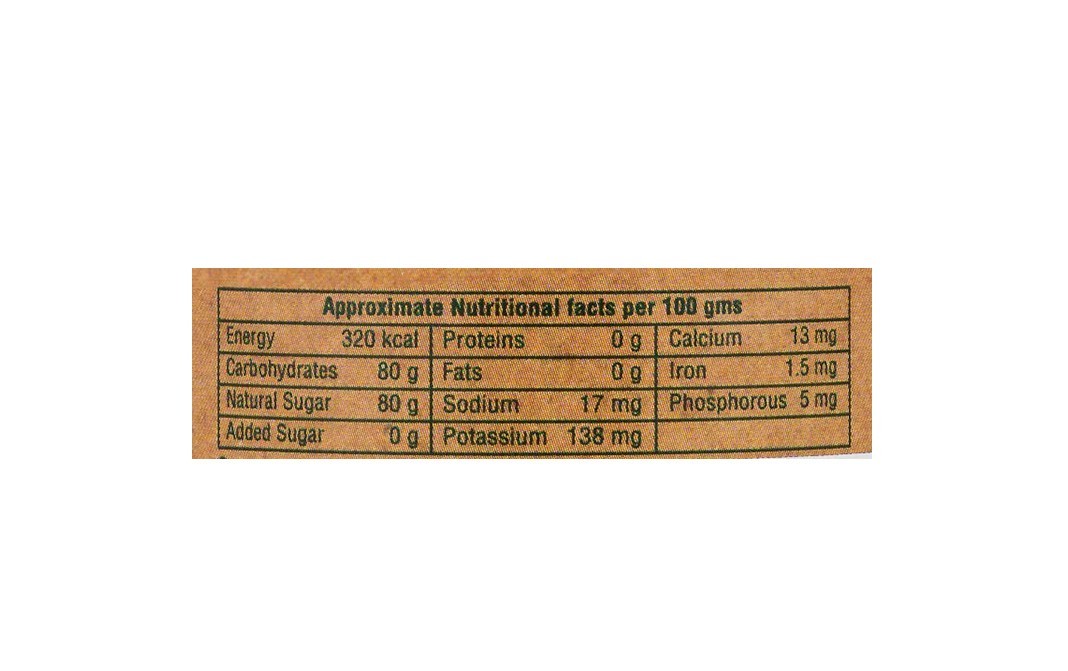 Approximate Nutritional facts per 100 gms
Energy 320 kcal Proteins 0 g Calcium 13 mg
Carbohydrates 80 g Fats 0 g Iron 1.5 mg
Natural Sugar 80 g Sodium 17 mg Phosphorous 5 mg
Added Sugar 0 g Potassium 138 mg